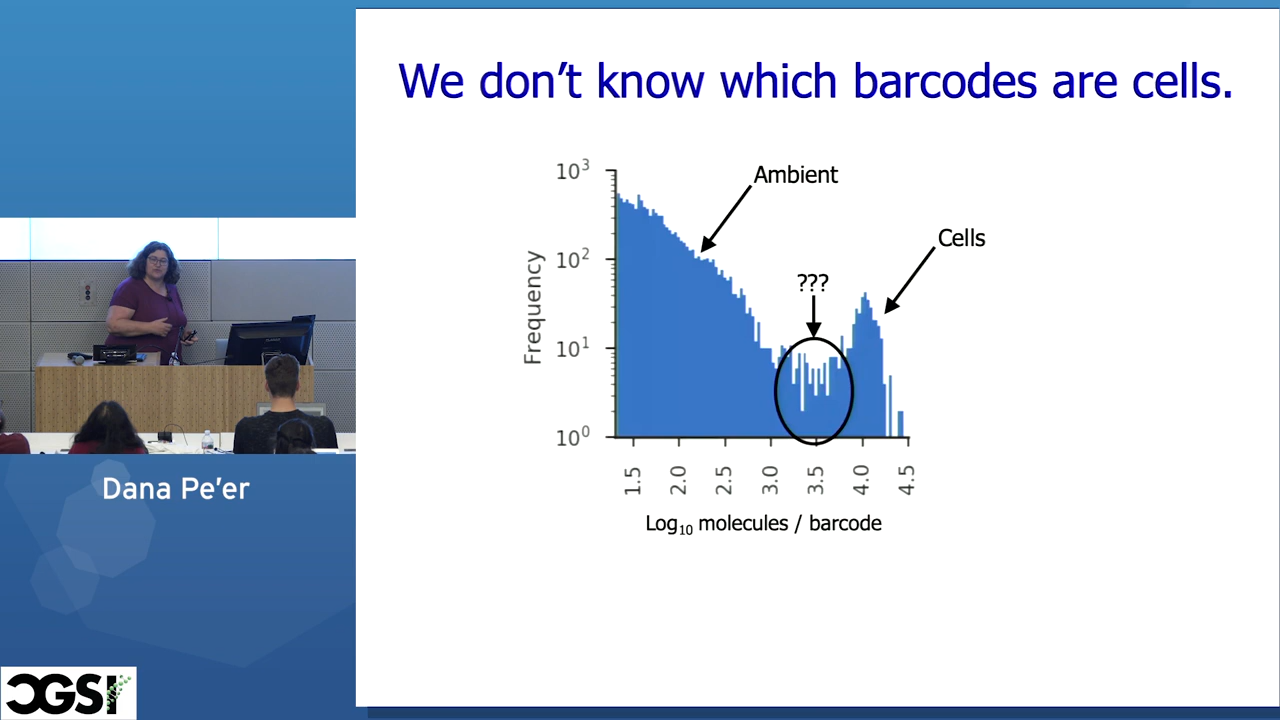 We don't know which barcodes are cells.
10³
Ambient
Cells
10²
???
Frequency
10¹
10⁰
1.5
2.0
2.5
3.0
3.5
4.0
4.5
Log₁₀ molecules / barcode
Dana Pe'er
CGSI